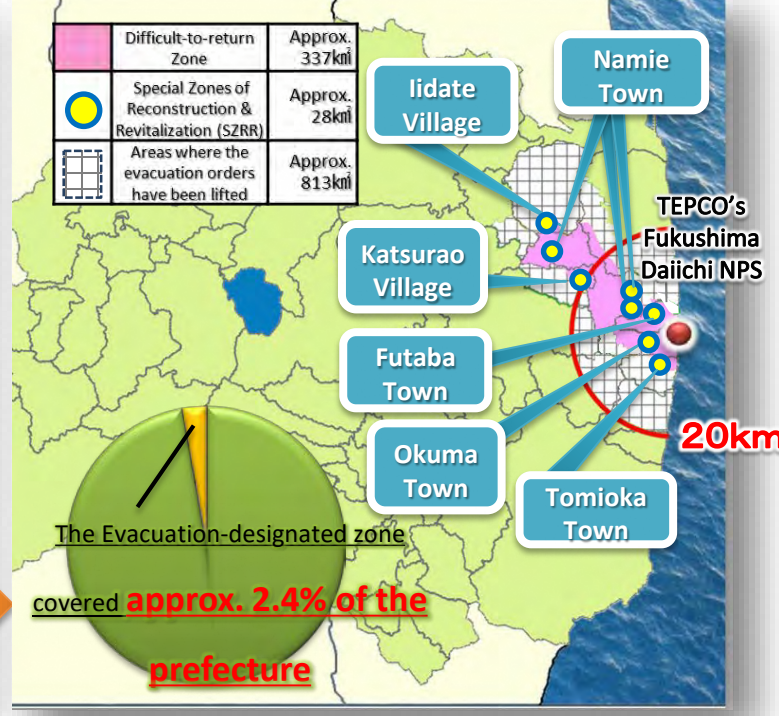 Difficult-to-return
Zone
Approx.
337k㎡
Special Zones of
Reconstruction &
Revitalization (SZRR)
Approx.
28k㎡
Areas where the
evacuation orders
have been lifted
Approx.
813k㎡
Iidate
Village
Namie
Town
TEPCO's
Fukushima
Daiichi NPS
Katsurao
Village
Futaba
Town
20km
Okuma
Town
Tomioka
Town
The Evacuation-designated zone
covered approx. 2.4% of the
prefecture